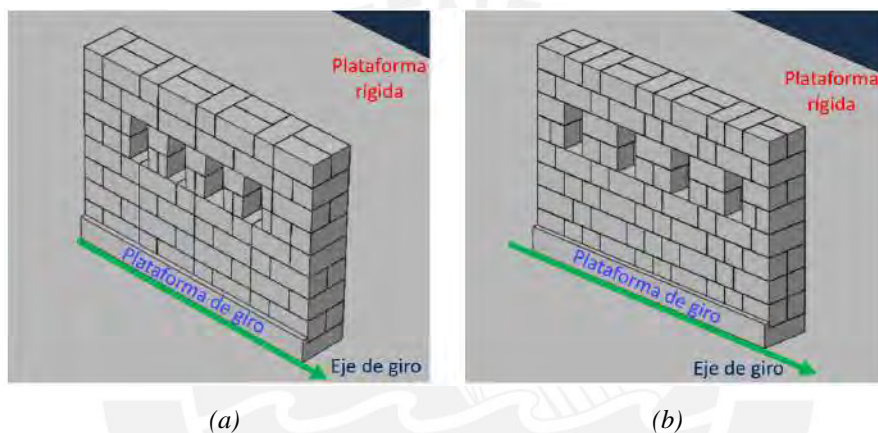 Plataforma
rígida
Plataforma de giro
Eje de giro
(a)
Plataforma
rígida
Plataforma de giro
Eje de giro
(b)